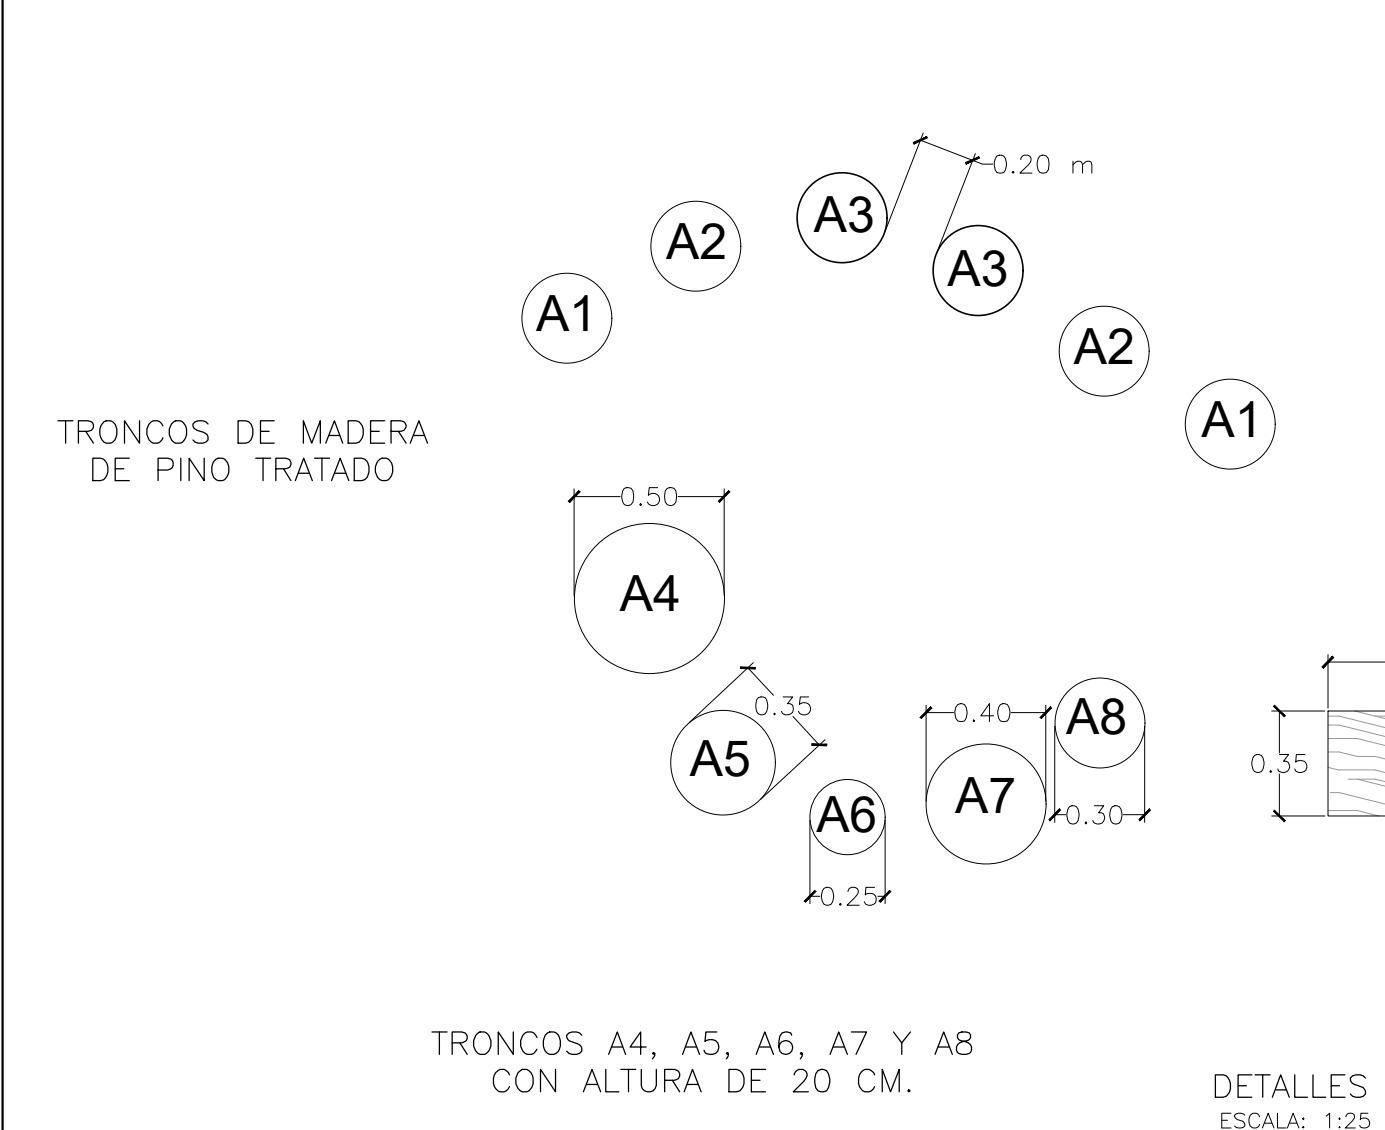 0.20 m
A3
A2
A3
A1
A2
A1
TRONCOS DE MADERA
DE PINO TRATADO
0.50
A4
0.35
0.40
A8
A5
0.35
A7
A6
0.30
0.25
TRONCOS A4, A5, A6, A7 Y A8
CON ALTURA DE 20 CM.
DETALLES
ESCALA: 1:25